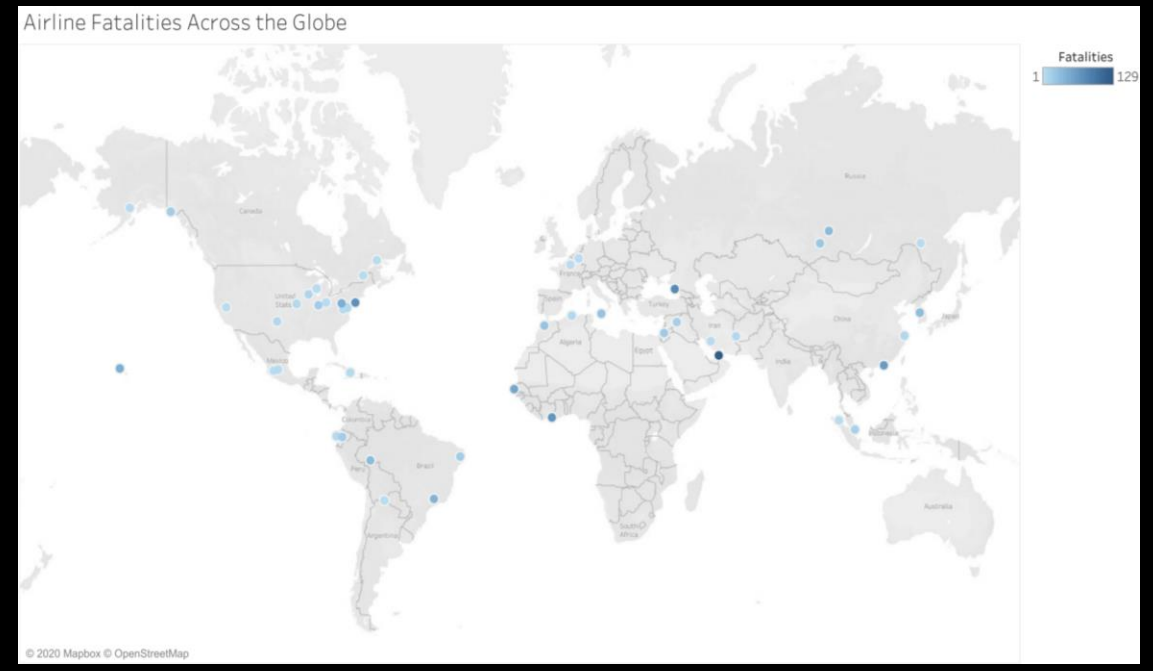 Airline Fatalities Across the Globe
Fatalities
1 129
Russia
Canada
France
United
States
Spain
Turkey
Iran
China
Japan
Algeria
Egypt
India
Mexico
Colombia
Indonesia
Peru
Brazil
Australia
South
Africa
Argentina
© 2020 Mapbox © OpenStreetMap